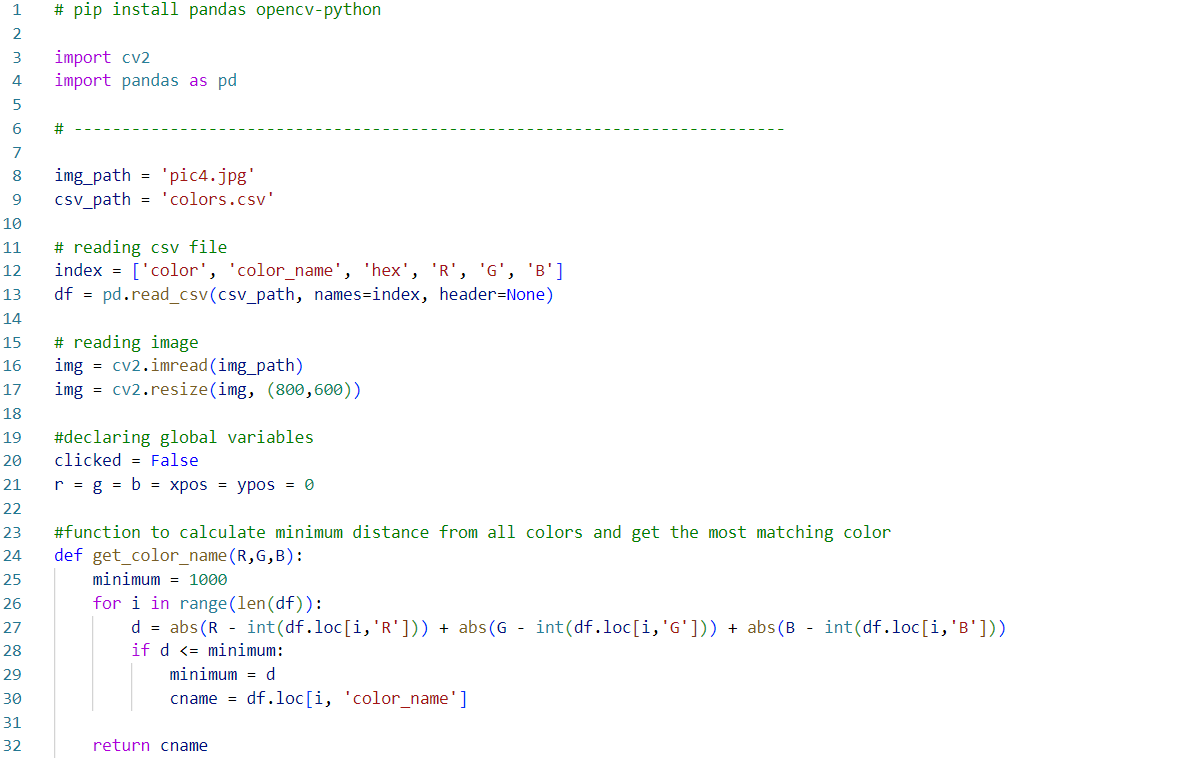 1 # pip install pandas opencv-python
2
3 import cv2
4 import pandas as pd
5
6 # --------------------------------------------------------------------------
7
8 img_path = 'pic4.jpg'
9 csv_path = 'colors.csv'
10
11 # reading csv file
12 index = ['color', 'color_name', 'hex', 'R', 'G', 'B']
13 df = pd.read_csv(csv_path, names=index, header=None)
14
15 # reading image
16 img = cv2.imread(img_path)
17 img = cv2.resize(img, (800,600))
18
19 #declaring global variables
20 clicked = False
21 r = g = b = xpos = ypos = 0
22
23 #function to calculate minimum distance from all colors and get the most matching color
24 def get_color_name(R,G,B):
25     minimum = 1000
26     for i in range(len(df)):
27         d = abs(R - int(df.loc[i,'R'])) + abs(G - int(df.loc[i,'G'])) + abs(B - int(df.loc[i,'B']))
28         if d <= minimum:
29             minimum = d
30             cname = df.loc[i, 'color_name']
31
32     return cname